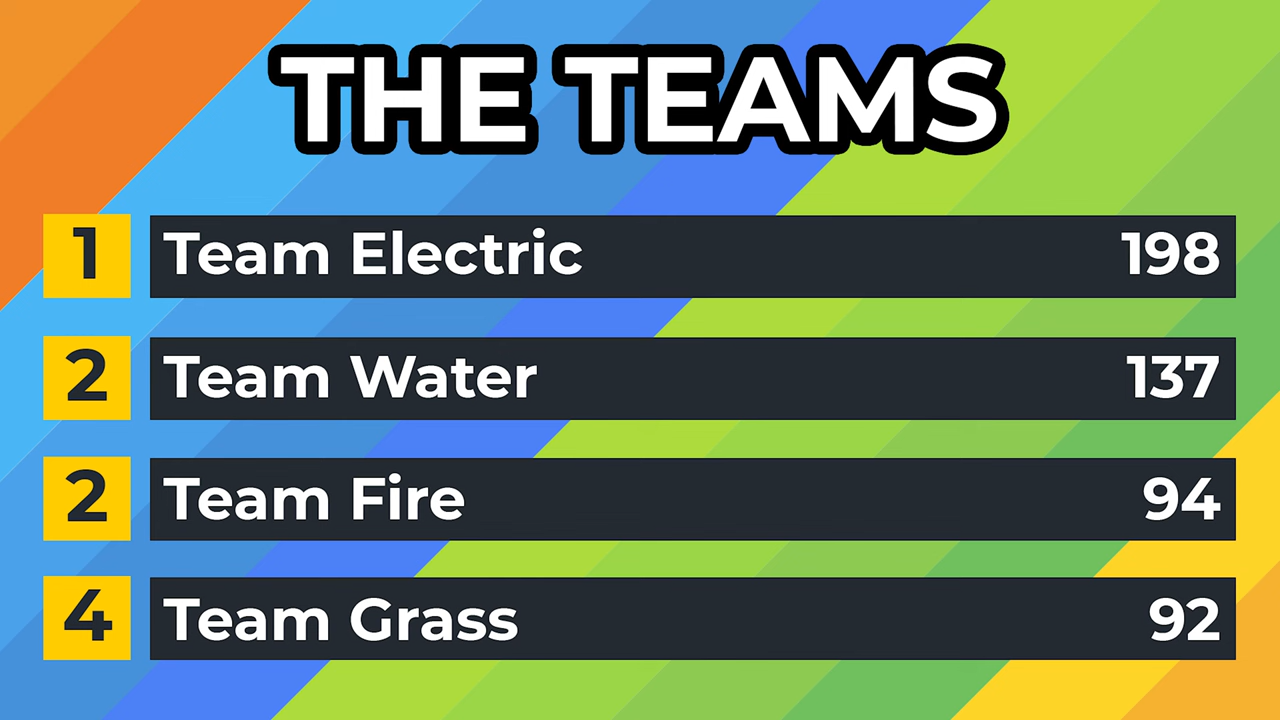 THE TEAMS
1 Team Electric 198
2 Team Water 137
2 Team Fire 94
4 Team Grass 92